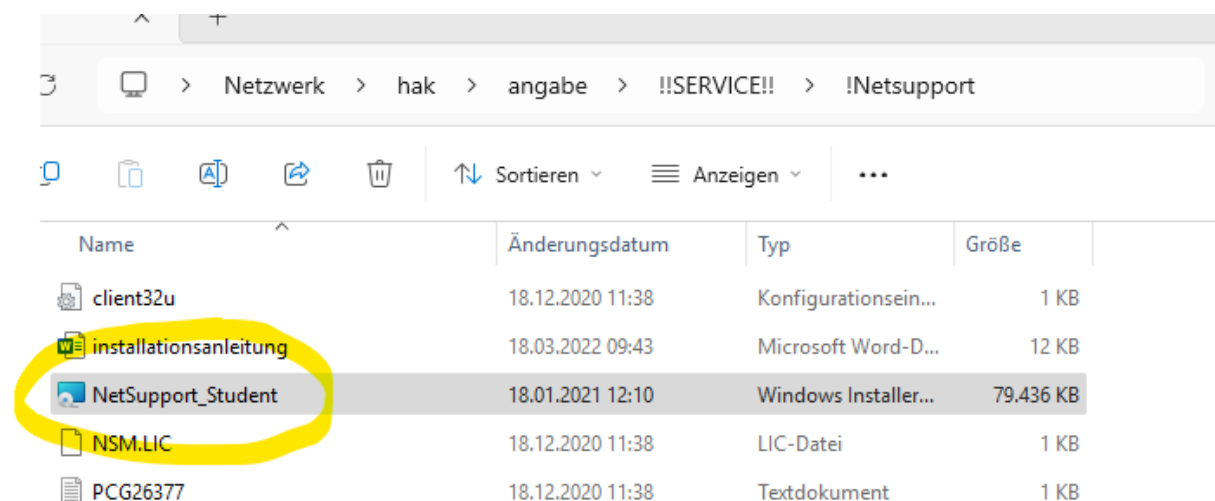 Netzwerk > hak > angabe > !!SERVICE!! > !Netsupport
Sortieren Anzeigen ...
Name Änderungsdatum Typ Größe
client32u 18.12.2020 11:38 Konfigurationsein... 1 KB
installationsanleitung 18.03.2022 09:43 Microsoft Word-D... 12 KB
NetSupport_Student 18.01.2021 12:10 Windows Installer... 79.436 KB
NSM.LIC 18.12.2020 11:38 LIC-Datei 1 KB
PCG26377 18.12.2020 11:38 Textdokument 1 KB